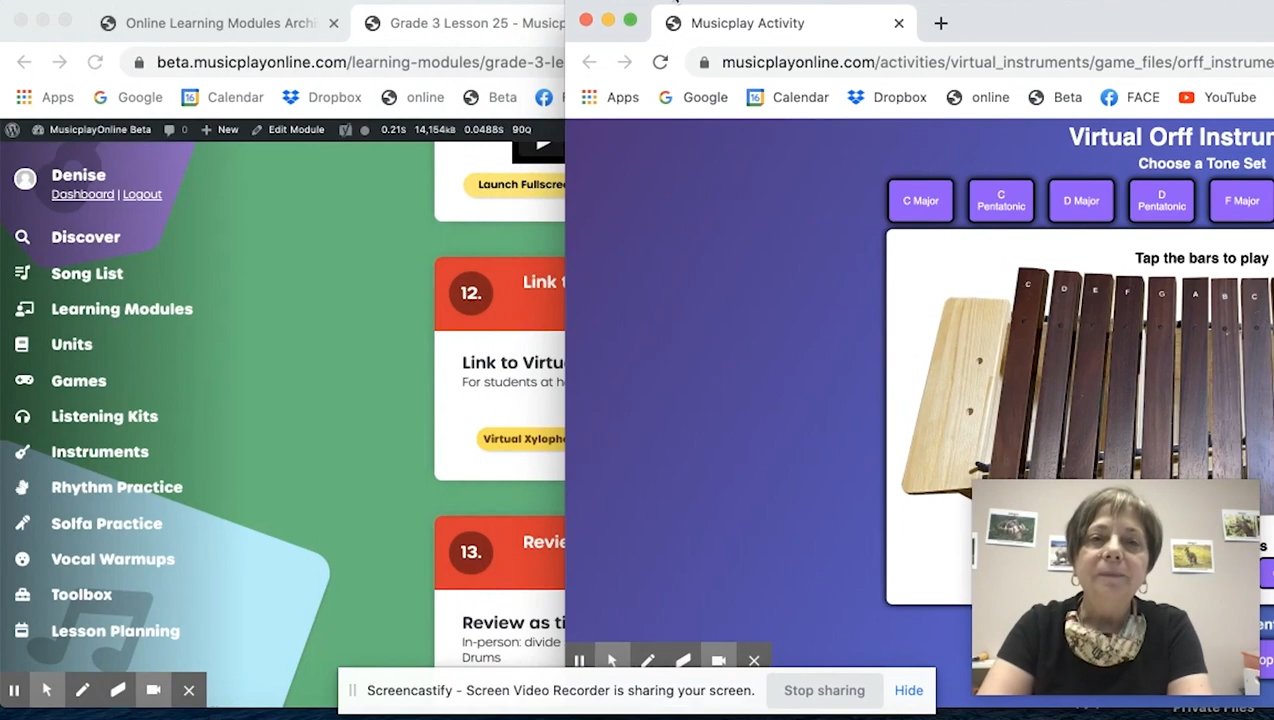 Online Learning Modules Archi
Grade 3 Lesson 25 - Musicp
beta.musicplayonline.com/learning-modules/grade-3-le
Apps Google Calendar Dropbox online Beta
MusicplayOnline Beta 0 New Edit Module 0.21s 14,154kB 0.0488s 90Q
Denise
Dashboard | Logout
Discover
Song List
Learning Modules
Units
Games
Listening Kits
Instruments
Rhythm Practice
Solfa Practice
Vocal Warmups
Toolbox
Lesson Planning
Launch Fullscre
12.
Link
Link to Virtu
For students at h
Virtual Xyloph
13.
Revie
Review as ti
In-person: divide
Drums
Musicplay Activity
musicplayonline.com/activities/virtual_instruments/game_files/orff_instrume
Apps Google Calendar Dropbox online Beta FACE YouTube
Virtual Orff Instrum
Choose a Tone Set
C Major
C Pentatonic
D Major
D Pentatonic
F Major
Tap the bars to play
C D E F G A B C
Screencastify - Screen Video Recorder is sharing your screen.
Stop sharing
Hide
Private Files